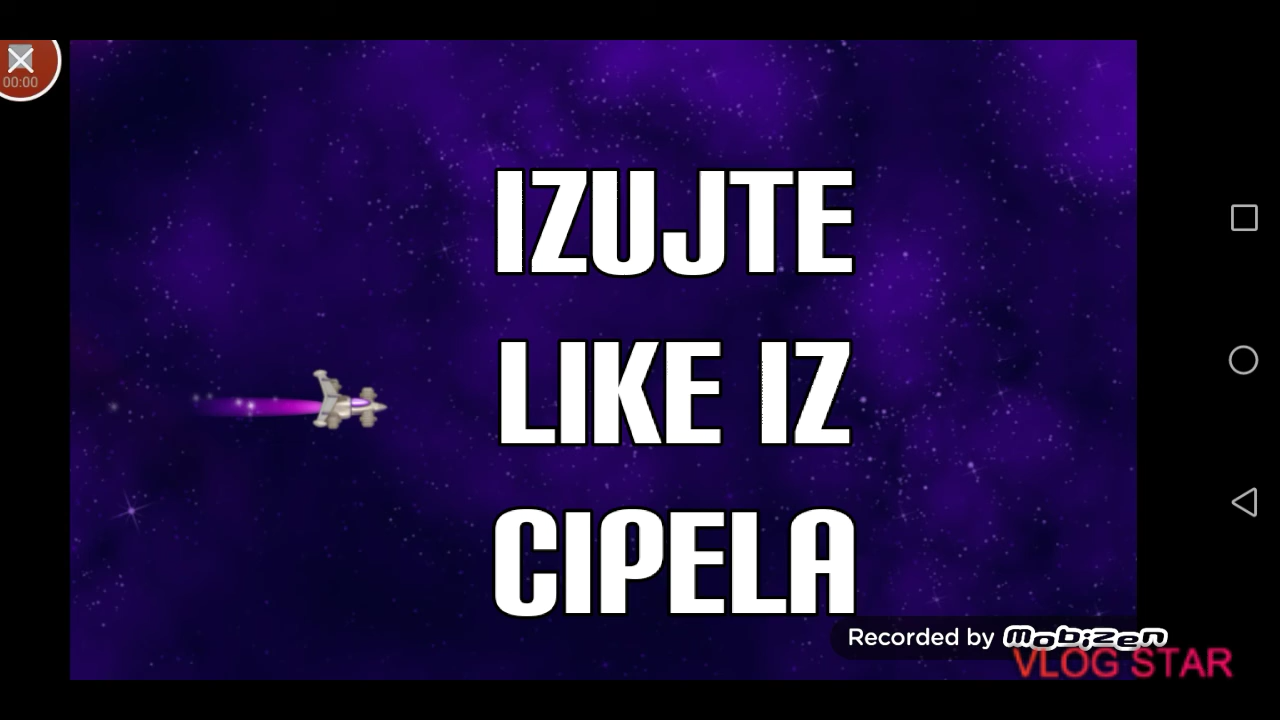 00:00
IZUJTE
LIKE IZ
CIPELA
Recorded by mobizen
VLOG STAR